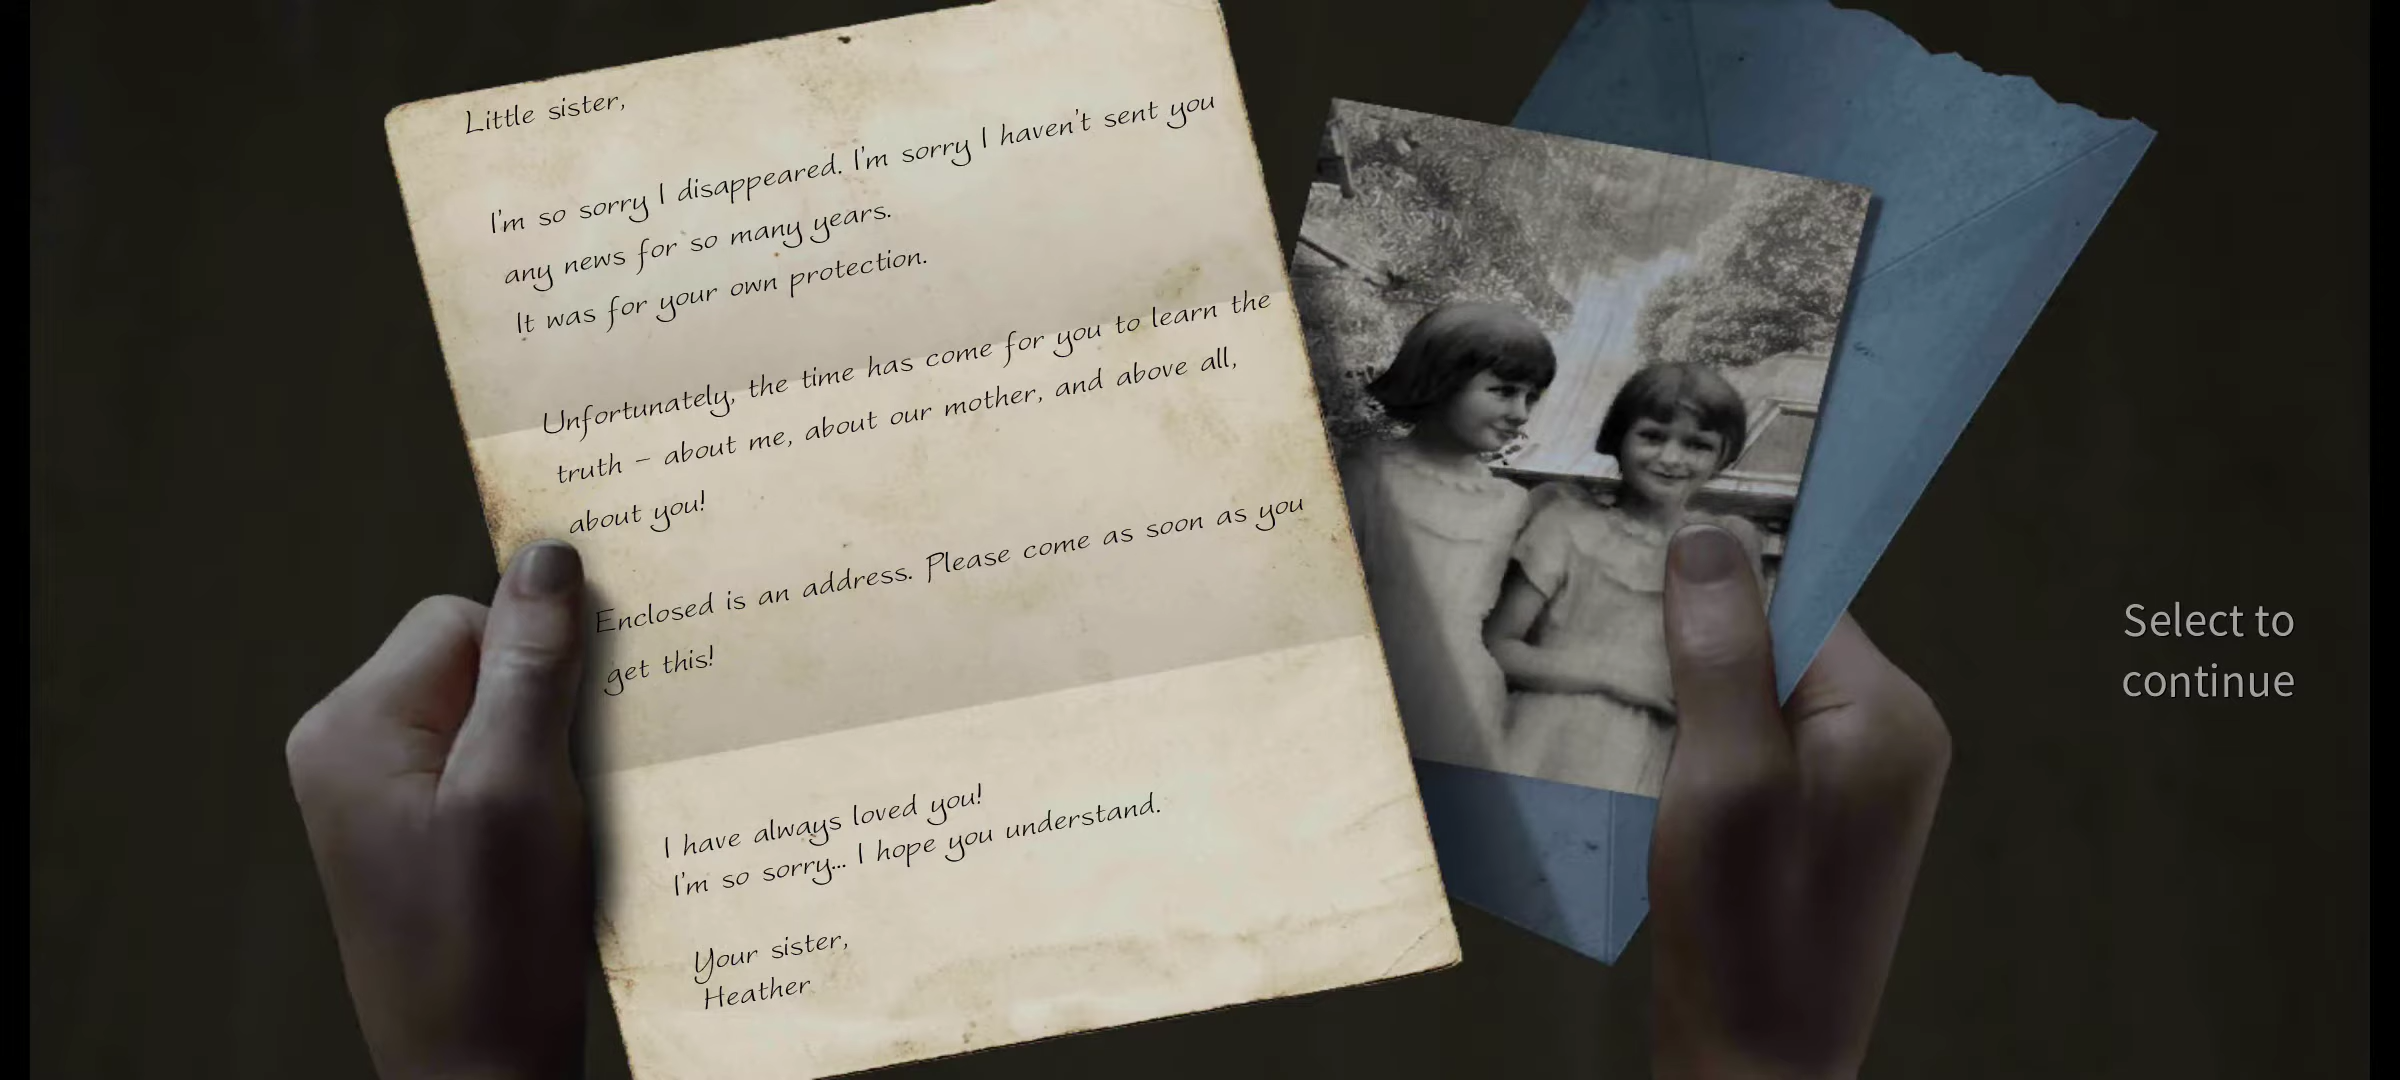 Little sister,
I'm so sorry I disappeared. I'm sorry I haven't sent you
any news for so many years.
It was for your own protection.
Unfortunately, the time has come for you to learn the
truth – about me, about our mother, and above all,
about you!
Enclosed is an address. Please come as soon as you
get this!
I have always loved you!
I'm so sorry... I hope you understand.
Your sister,
Heather
Select to
continue